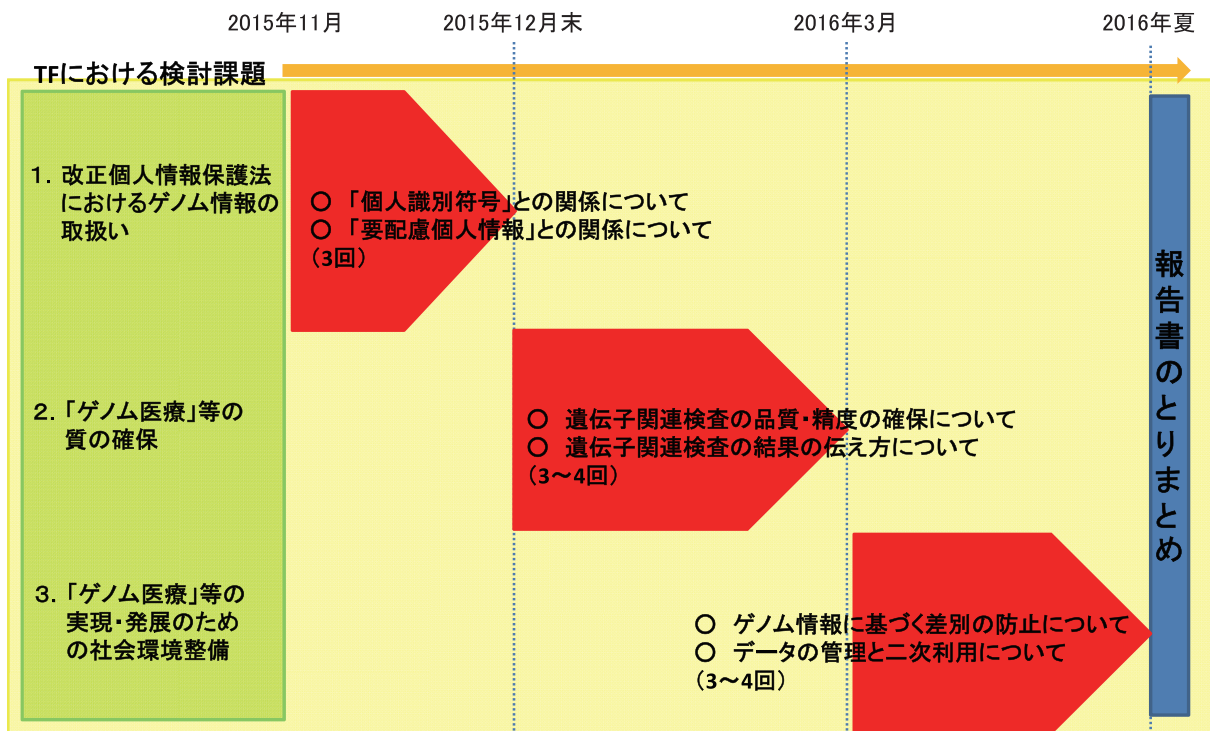 2015年11月
2015年12月末
2016年3月
2016年夏
TFにおける検討課題
1．改正個人情報保護法
におけるゲノム情報の
取扱い
○ 「個人識別符号」との関係について
○ 「要配慮個人情報」との関係について
（3回）
2．「ゲノム医療」等の
質の確保
○ 遺伝子関連検査の品質・精度の確保について
○ 遺伝子関連検査の結果の伝え方について
（3～4回）
3．「ゲノム医療」等の
実現・発展のため
の社会環境整備
○ ゲノム情報に基づく差別の防止について
○ データの管理と二次利用について
（3～4回）
報告書のとりまとめ